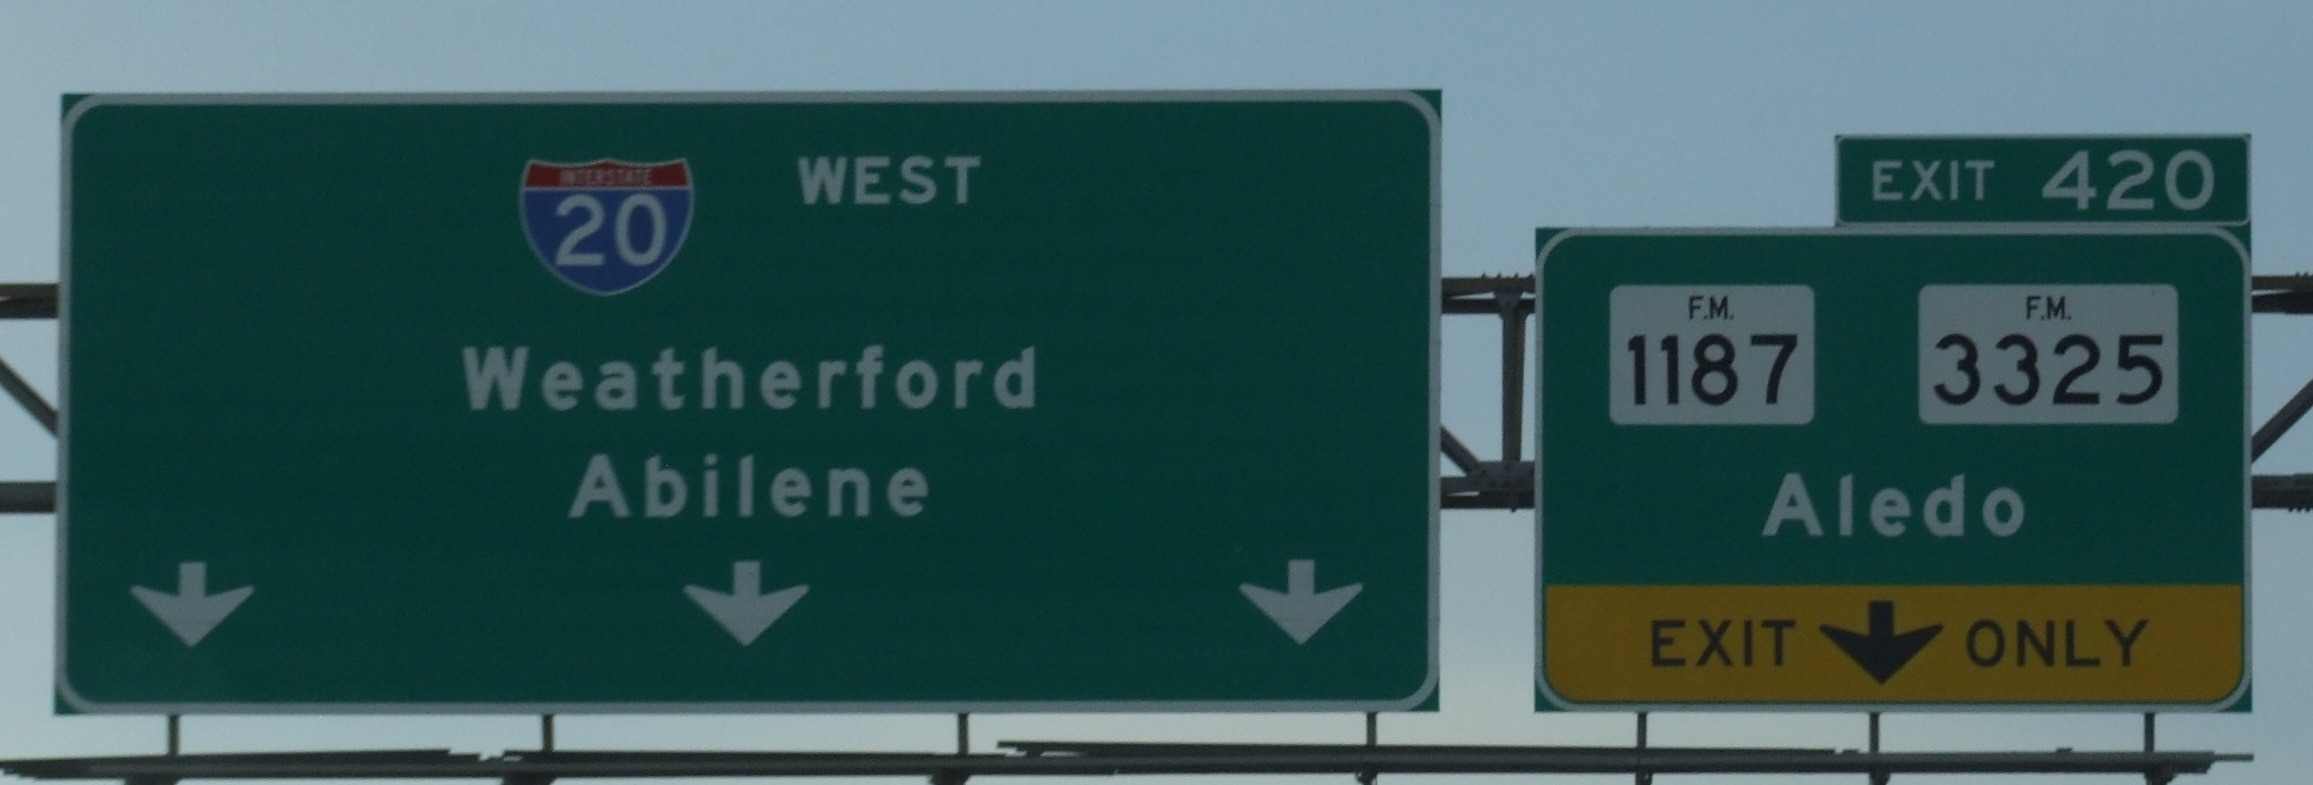 INTERSTATE
20
WEST
Weatherford
Abilene
EXIT 420
F.M.
1187
F.M.
3325
Aledo
EXIT ONLY